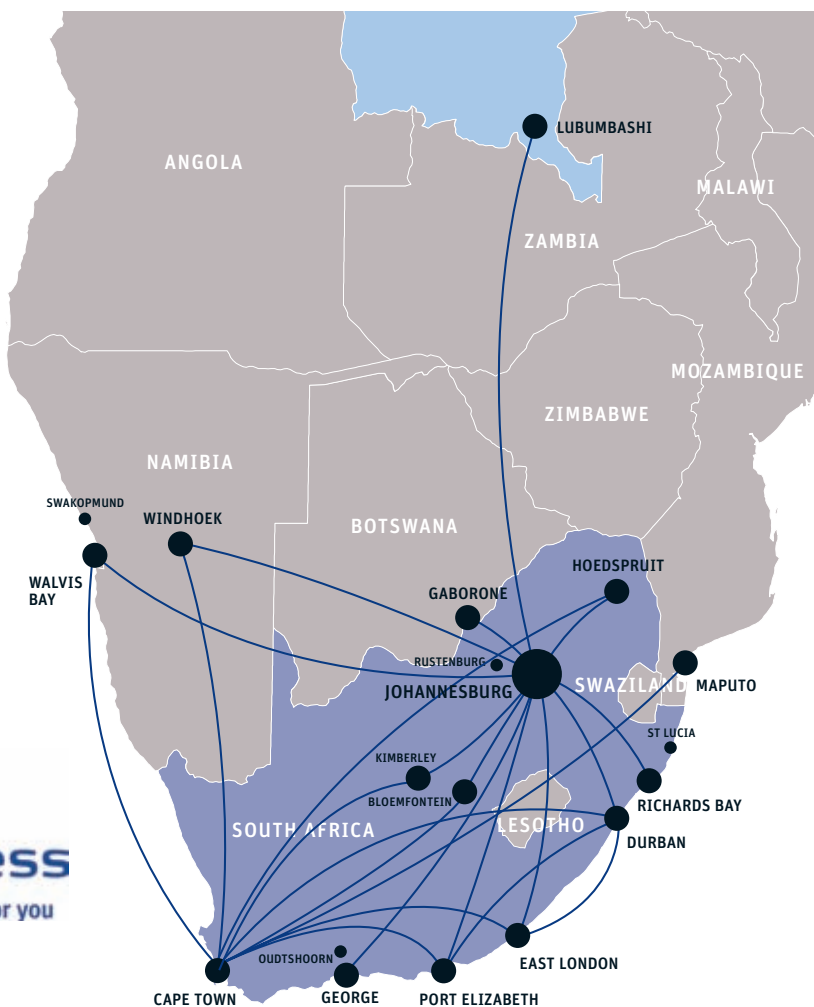 LUBUMBASHI
ANGOLA
MALAWI
ZAMBIA
MOZAMBIQUE
ZIMBABWE
NAMIBIA
SWAKOPMUND
WINDHOEK
BOTSWANA
WALVIS
BAY
HOEDSPRUIT
GABORONE
RUSTENBURG
JOHANNESBURG
SWAZILAND
MAPUTO
ST LUCIA
KIMBERLEY
BLOEMFONTEIN
RICHARDS BAY
SOUTH AFRICA
LESOTHO
DURBAN
ess
or you
OUDTSHOORN
EAST LONDON
CAPE TOWN
GEORGE
PORT ELIZABETH